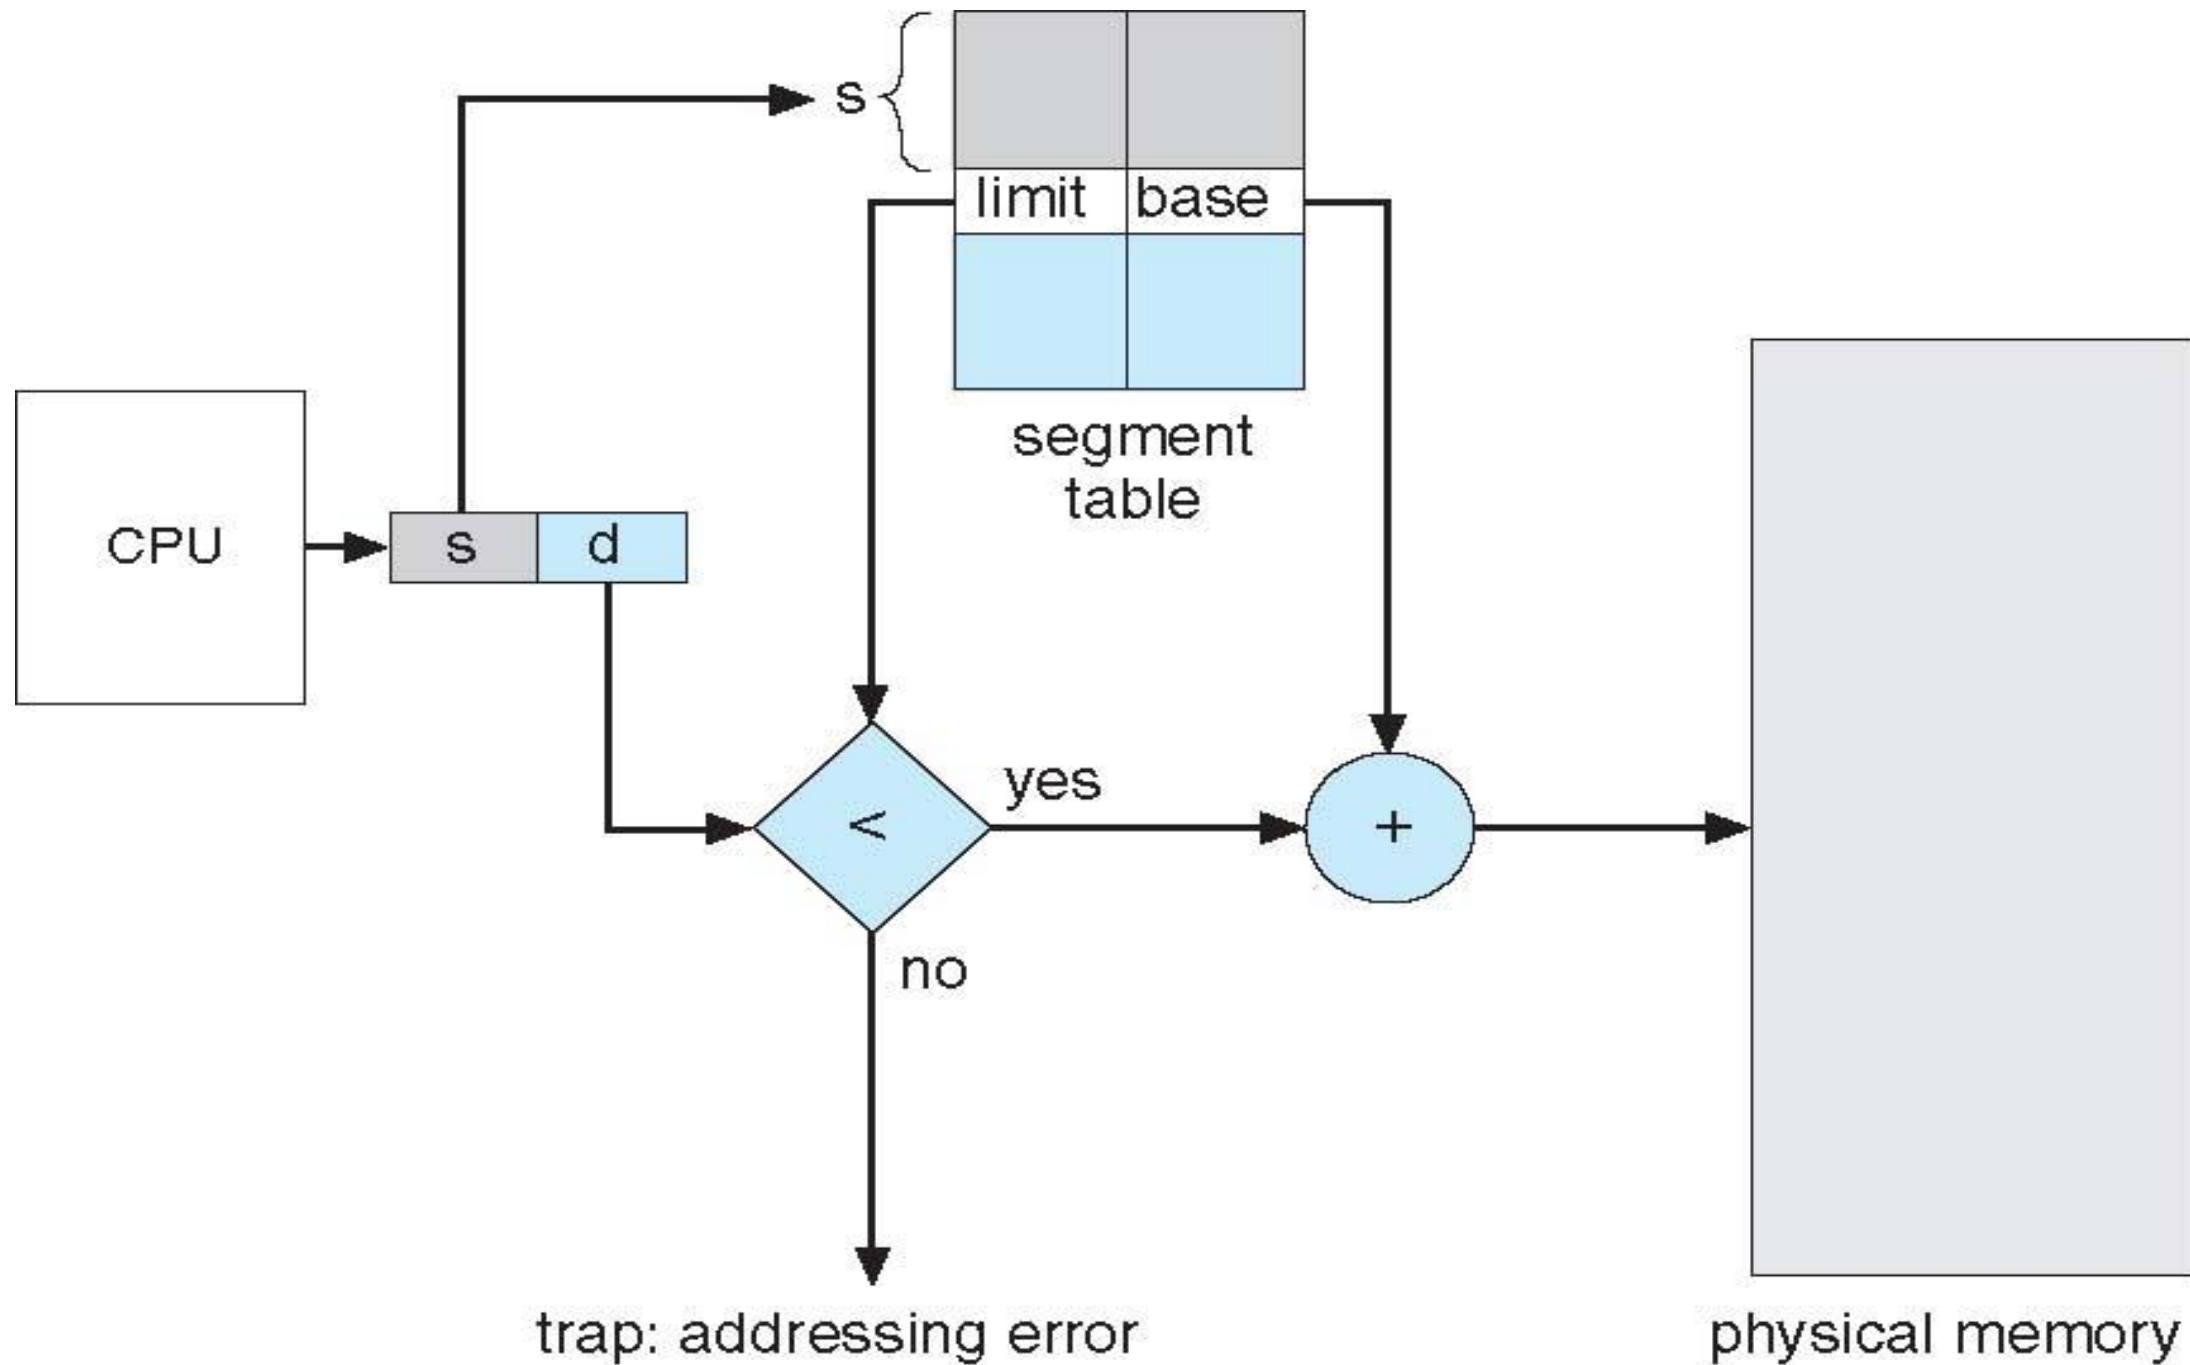 s
limit base
segment
table
CPU
s d
yes
<
+
no
trap: addressing error
physical memory